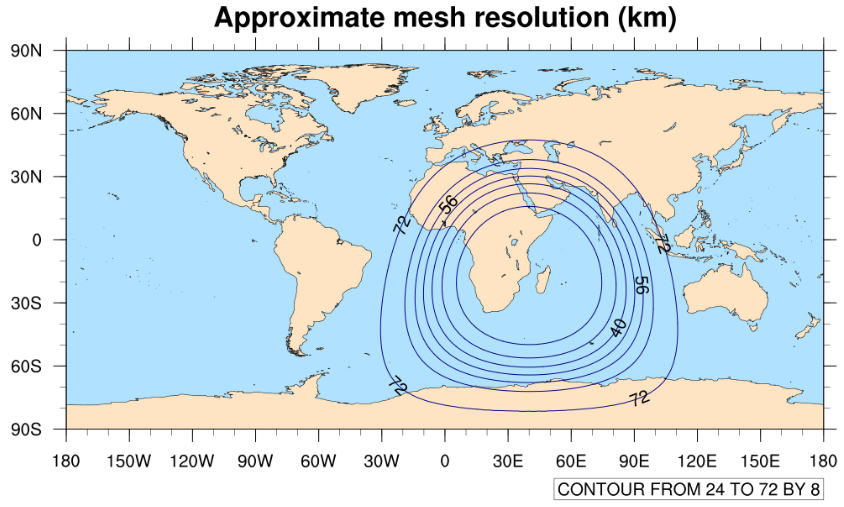 Approximate mesh resolution (km)
90N
60N
30N
0
30S
60S
90S
72
56
72
56
40
72
72
180 150W 120W 90W 60W 30W 0 30E 60E 90E 120E 150E 180
CONTOUR FROM 24 TO 72 BY 8